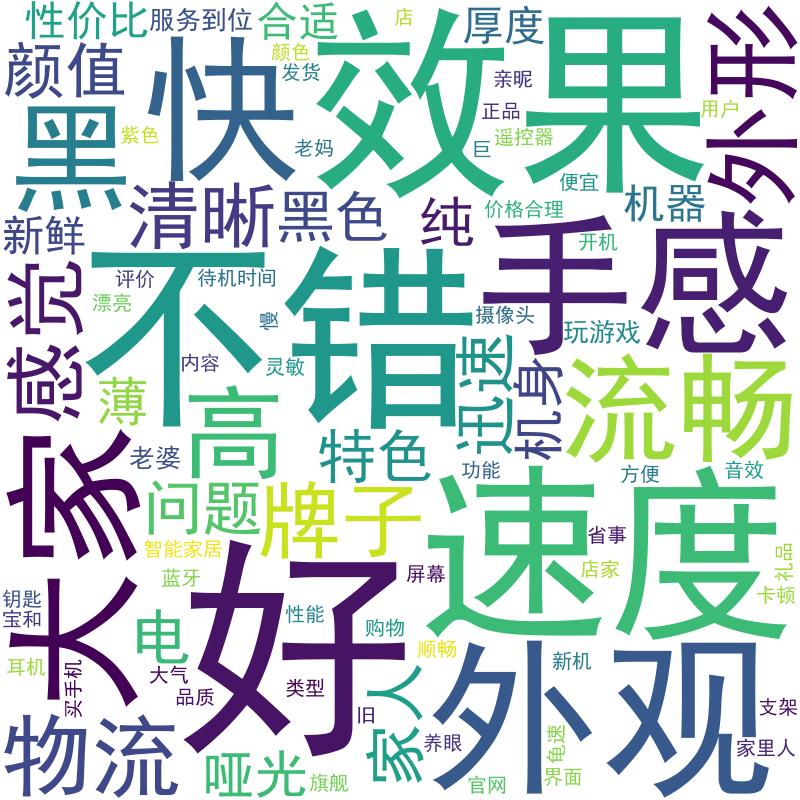 性价比
服务到位
合适
店
厚度
外形
颜值
快
效果
颜色
发货
亲昵
正品
用户
黑
紫色
老妈
巨
遥控器
便宜
新鲜
清晰
黑色
纯
价格合理
机器
开机
手感
感觉
不错
评价
待机时间
漂亮
慢
内容
灵敏
摄像头
玩游戏
迅速
机身
流畅
薄
高
特色
大家
老婆
功能
方便
音效
问题
牌子
速度
智能家居
省事
店家
礼品
蓝牙
好
屏幕
卡顿
钥匙
宝和
电
性能
购物
顺畅
外观
耳机
买手机
大气
品质
类型
旧
家人
新机
支架
物流
哑光
旗舰
养眼
官网
龟速
界面
家里人